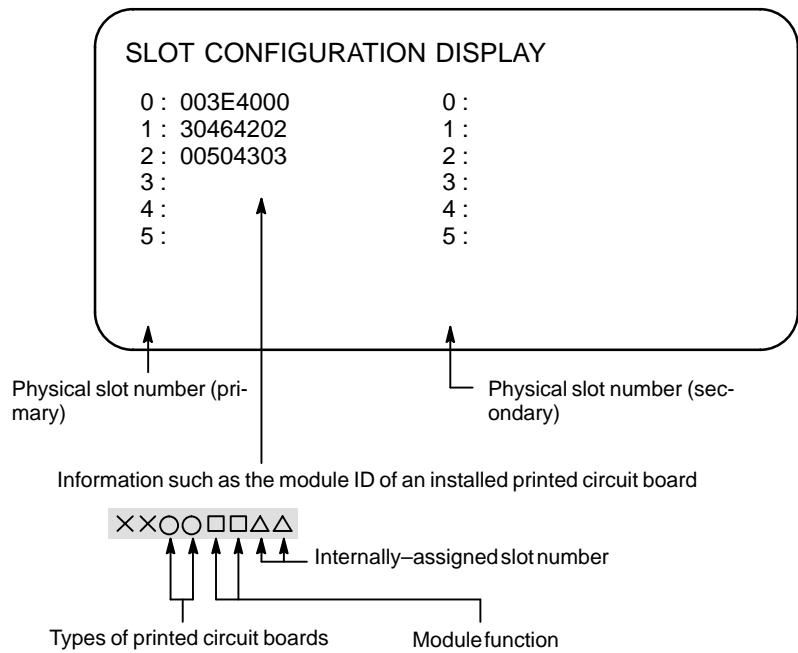 SLOT CONFIGURATION DISPLAY
0 : 003E4000 0 :
1 : 30464202 1 :
2 : 00504303 2 :
3 : 3 :
4 : 4 :
5 : 5 :
Physical slot number (pri-
mary)
Physical slot number (sec-
ondary)
Information such as the module ID of an installed printed circuit board
××○○□□△△
Internally–assigned slot number
Types of printed circuit boards
Module function